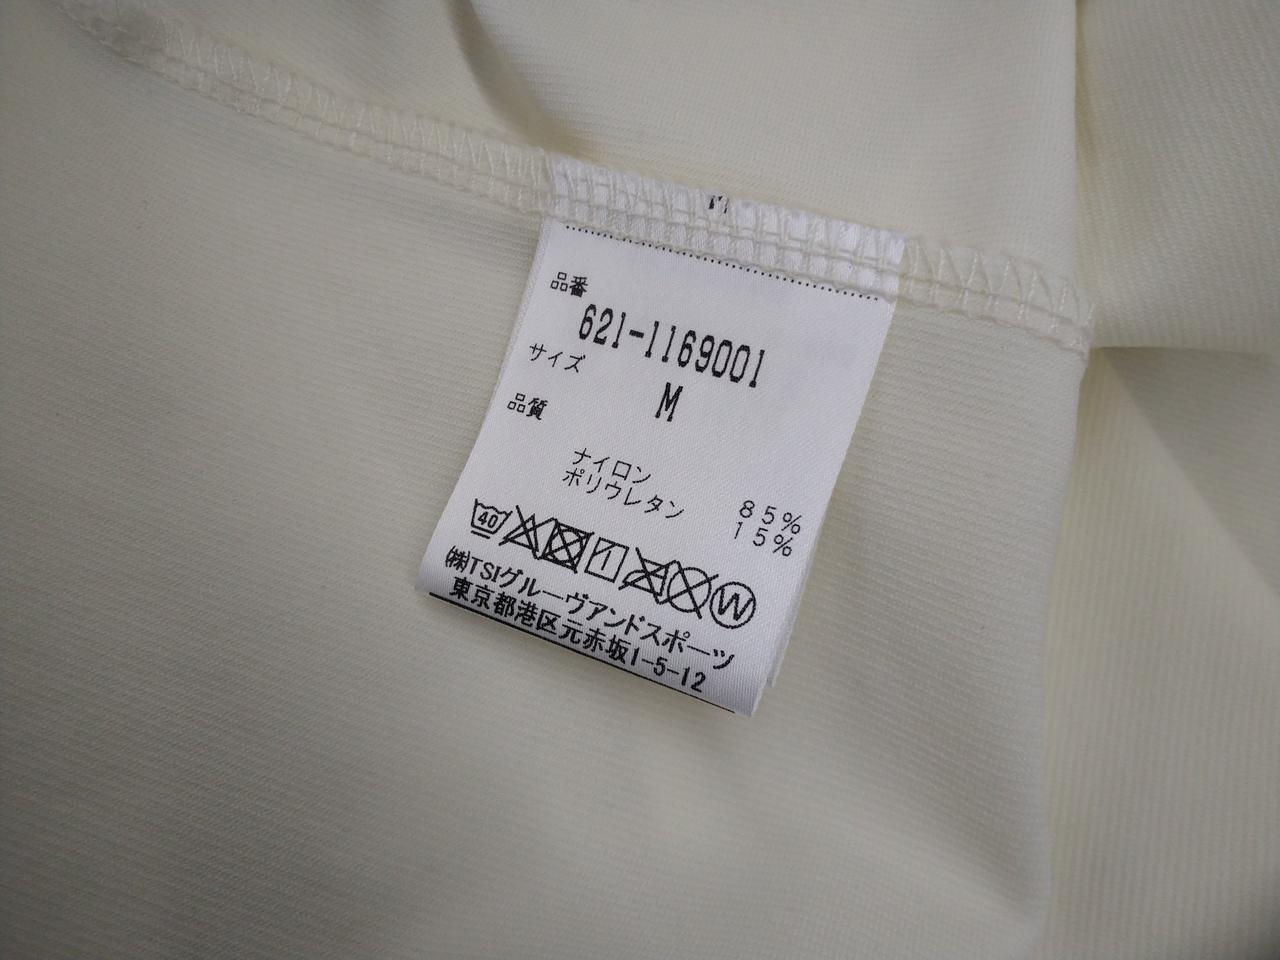 品番
621-1169001
サイズ M
品質
ナイロン 85%
ポリウレタン 15%
40 W
㈱TSIグルーヴアンドスポーツ
東京都港区元赤坂1-5-12